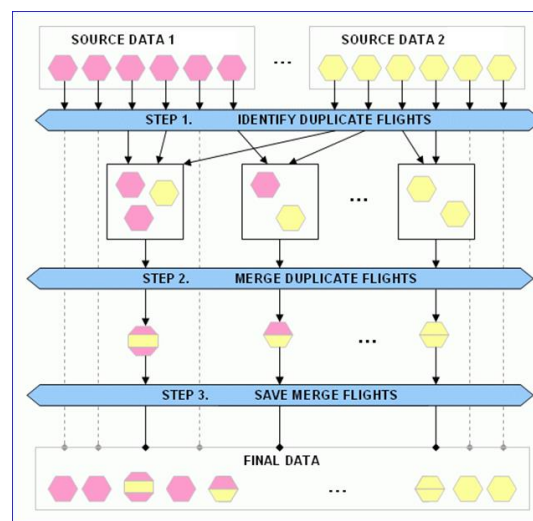 SOURCE DATA 1 ... SOURCE DATA 2
STEP 1. IDENTIFY DUPLICATE FLIGHTS
...
STEP 2. MERGE DUPLICATE FLIGHTS
...
STEP 3. SAVE MERGE FLIGHTS
FINAL DATA
...